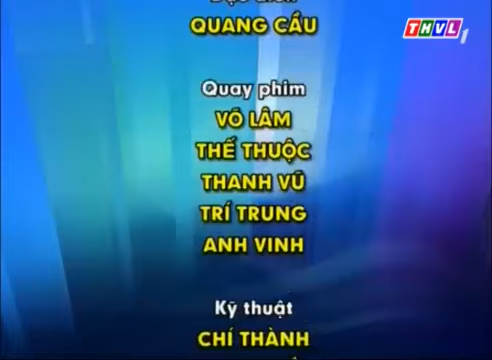 QUANG CẦU
THVL1
Quay phim
VÕ LÂM
THẾ THUỘC
THANH VŨ
TRÍ TRUNG
ANH VINH
Kỹ thuật
CHÍ THÀNH